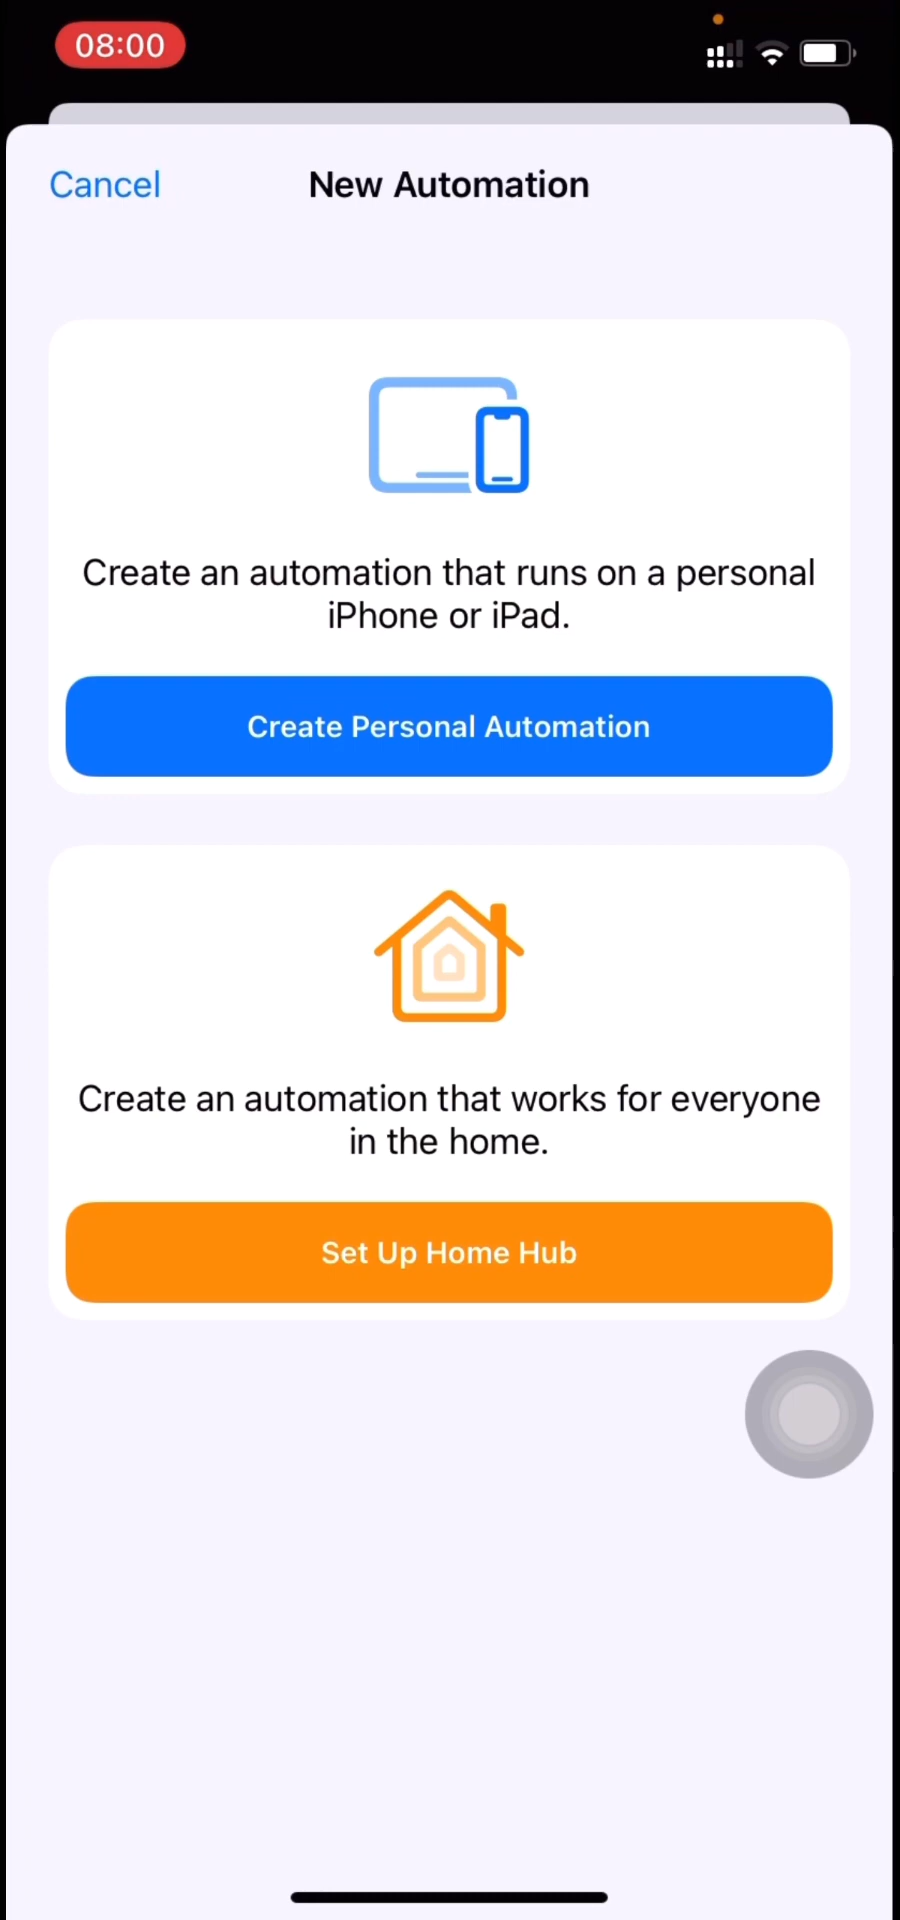 08:00
Cancel
New Automation
Create an automation that runs on a personal
iPhone or iPad.
Create Personal Automation
Create an automation that works for everyone
in the home.
Set Up Home Hub